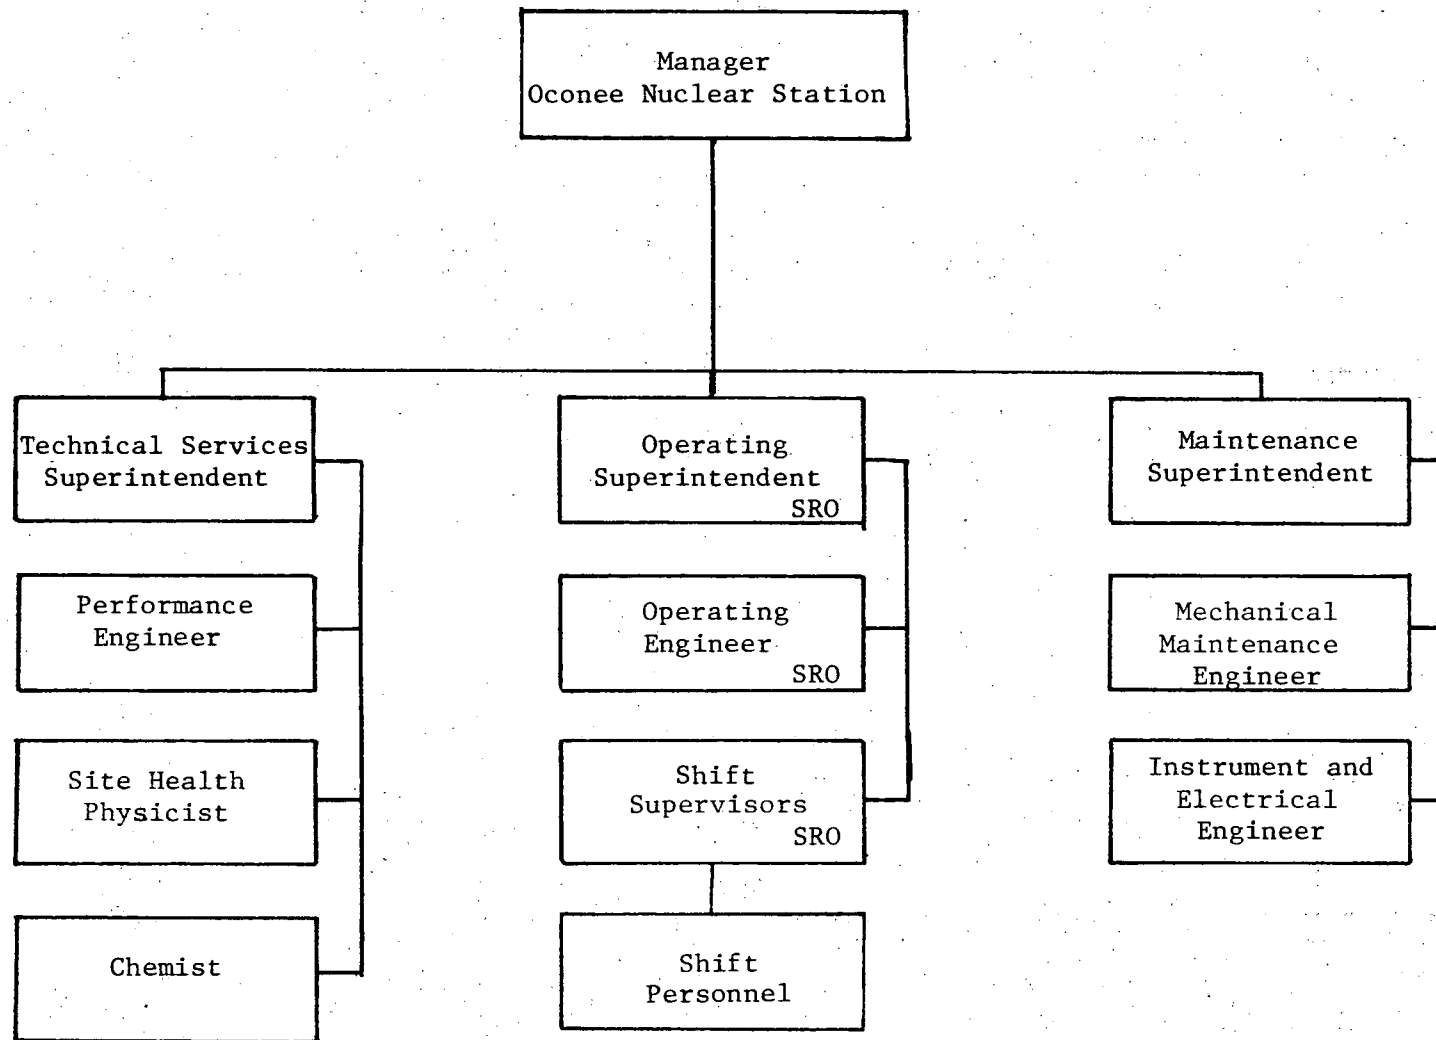 Manager
Oconee Nuclear Station
Technical Services
Superintendent
Performance
Engineer
Site Health
Physicist
Chemist
Operating
Superintendent
SRO
Operating
Engineer
SRO
Shift
Supervisors
SRO
Shift
Personnel
Maintenance
Superintendent
Mechanical
Maintenance
Engineer
Instrument and
Electrical
Engineer